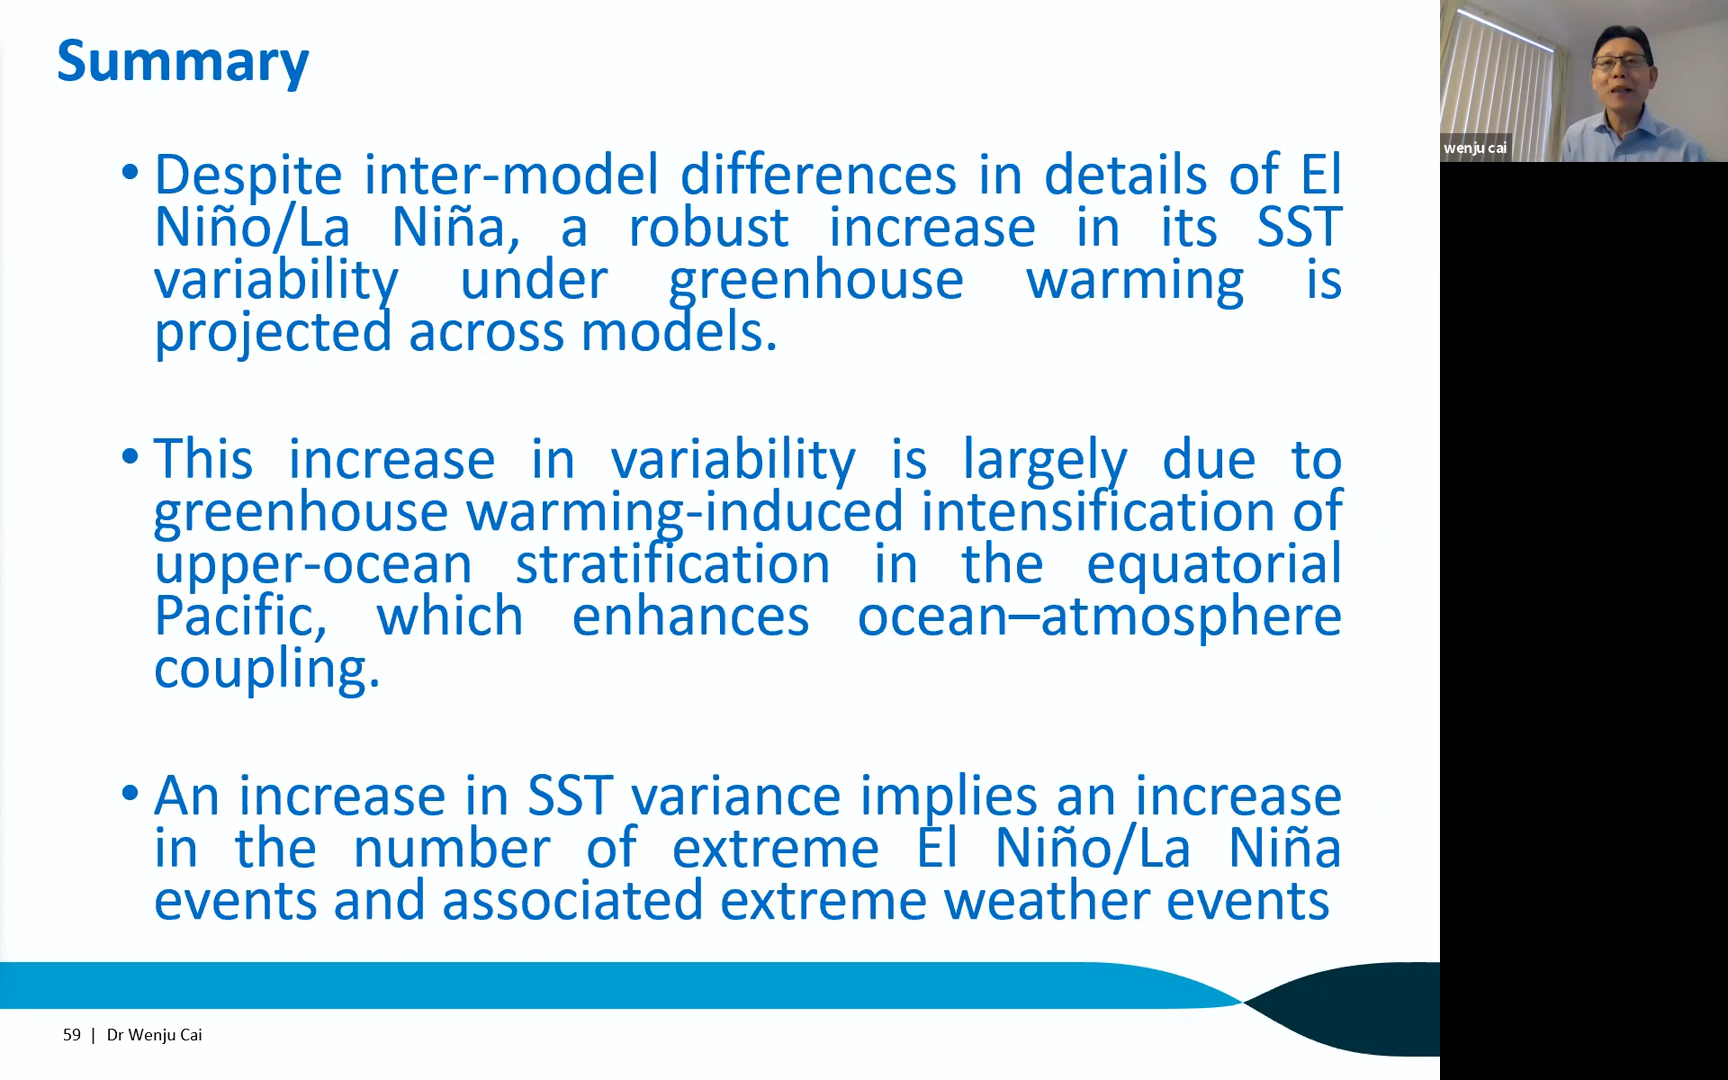 Summary
wenju cai
• Despite inter-model differences in details of El
Niño/La Niña, a robust increase in its SST
variability under greenhouse warming is
projected across models.
• This increase in variability is largely due to
greenhouse warming-induced intensification of
upper-ocean stratification in the equatorial
Pacific, which enhances ocean–atmosphere
coupling.
• An increase in SST variance implies an increase
in the number of extreme El Niño/La Niña
events and associated extreme weather events
59 | Dr Wenju Cai